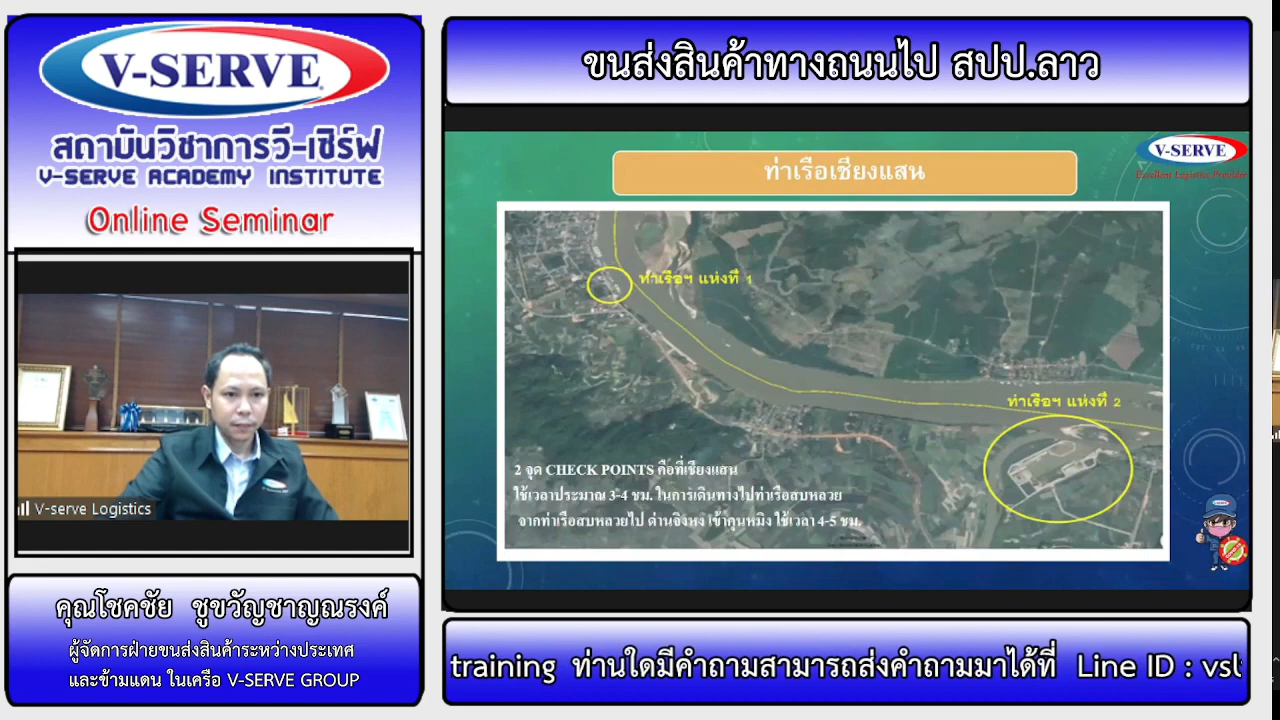 V-SERVE
สถาบันวิชาการวี-เซิร์ฟ
V-SERVE ACADEMY INSTITUTE
Online Seminar
V-serve Logistics
คุณโชคชัย ชูขวัญชาญณรงค์
ผู้จัดการฝ่ายขนส่งสินค้าระหว่างประเทศ
และข้ามแดน ในเครือ V-SERVE GROUP
ขนส่งสินค้าทางถนนไป สปป.ลาว
V-SERVE
Excellent Logistics Provider
ท่าเรือเชียงแสน
ท่าเรือฯ แห่งที่ 1
ท่าเรือฯ แห่งที่ 2
2 จุด CHECK POINTS คือที่เชียงแสน
ใช้เวลาประมาณ 3-4 ชม. ในการเดินทางไปท่าเรือสบหลวย
จากท่าเรือสบหลวยไป ด่านจิงหง เข้าคุนหมิง ใช้เวลา 4-5 ชม.
training ท่านใดมีคำถามสามารถส่งคำถามมาได้ที่ Line ID :